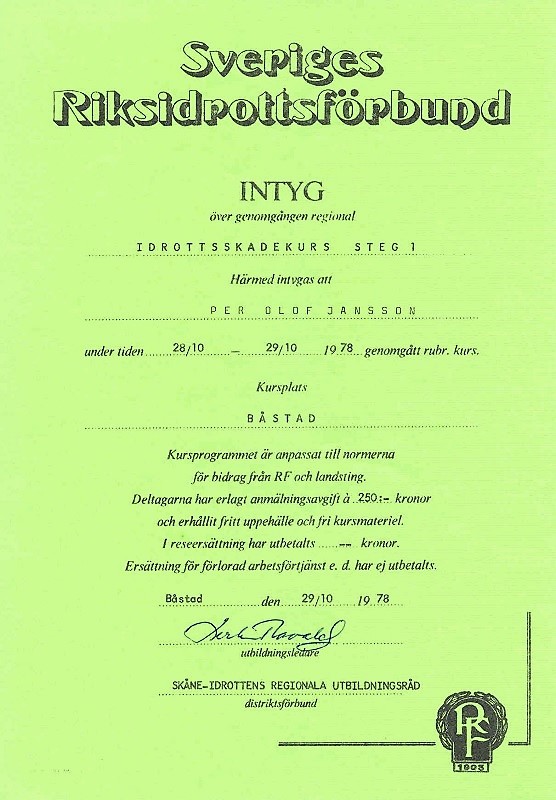 Sveriges
Riksidrottsförbund
INTYG
över genomgången regional
IDROTTSSKADEKURS STEG 1
Härmed intygas att
PER OLOF JANSSON
under tiden 28/10 – 29/10 1978 genomgått rubr. kurs.
Kursplats
BÅSTAD
Kursprogrammet är anpassat till normerna
för bidrag från RF och landsting.
Deltagarna har erlagt anmälningsavgift à 250:- kronor
och erhållit fritt uppehälle och fri kursmateriel.
I reseersättning har utbetalts -- kronor.
Ersättning för förlorad arbetsförtjänst e. d. har ej utbetalts.
Båstad den 29/10 1978
utbildningsledare
SKÅNE-IDROTTENS REGIONALA UTBILDNINGSRÅD
distriktsförbund
RF
1903